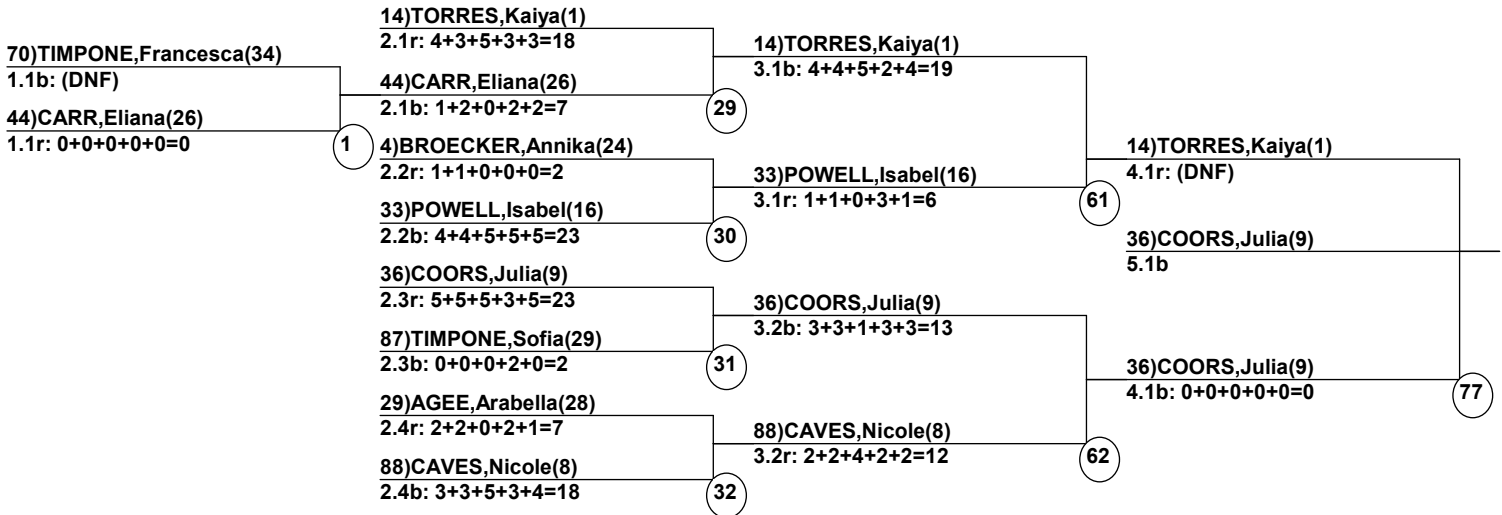 70)TIMPONE,Francesca(34)
1.1b: (DNF)
44)CARR,Eliana(26)
1.1r: 0+0+0+0+0=0
1
14)TORRES,Kaiya(1)
2.1r: 4+3+5+3+3=18
44)CARR,Eliana(26)
2.1b: 1+2+0+2+2=7
29
4)BROECKER,Annika(24)
2.2r: 1+1+0+0+0=2
33)POWELL,Isabel(16)
2.2b: 4+4+5+5+5=23
30
36)COORS,Julia(9)
2.3r: 5+5+5+3+5=23
87)TIMPONE,Sofia(29)
2.3b: 0+0+0+2+0=2
31
29)AGEE,Arabella(28)
2.4r: 2+2+0+2+1=7
88)CAVES,Nicole(8)
2.4b: 3+3+5+3+4=18
32
14)TORRES,Kaiya(1)
3.1b: 4+4+5+2+4=19
33)POWELL,Isabel(16)
3.1r: 1+1+0+3+1=6
61
36)COORS,Julia(9)
3.2b: 3+3+1+3+3=13
88)CAVES,Nicole(8)
3.2r: 2+2+4+2+2=12
62
14)TORRES,Kaiya(1)
4.1r: (DNF)
36)COORS,Julia(9)
5.1b
36)COORS,Julia(9)
4.1b: 0+0+0+0+0=0
77